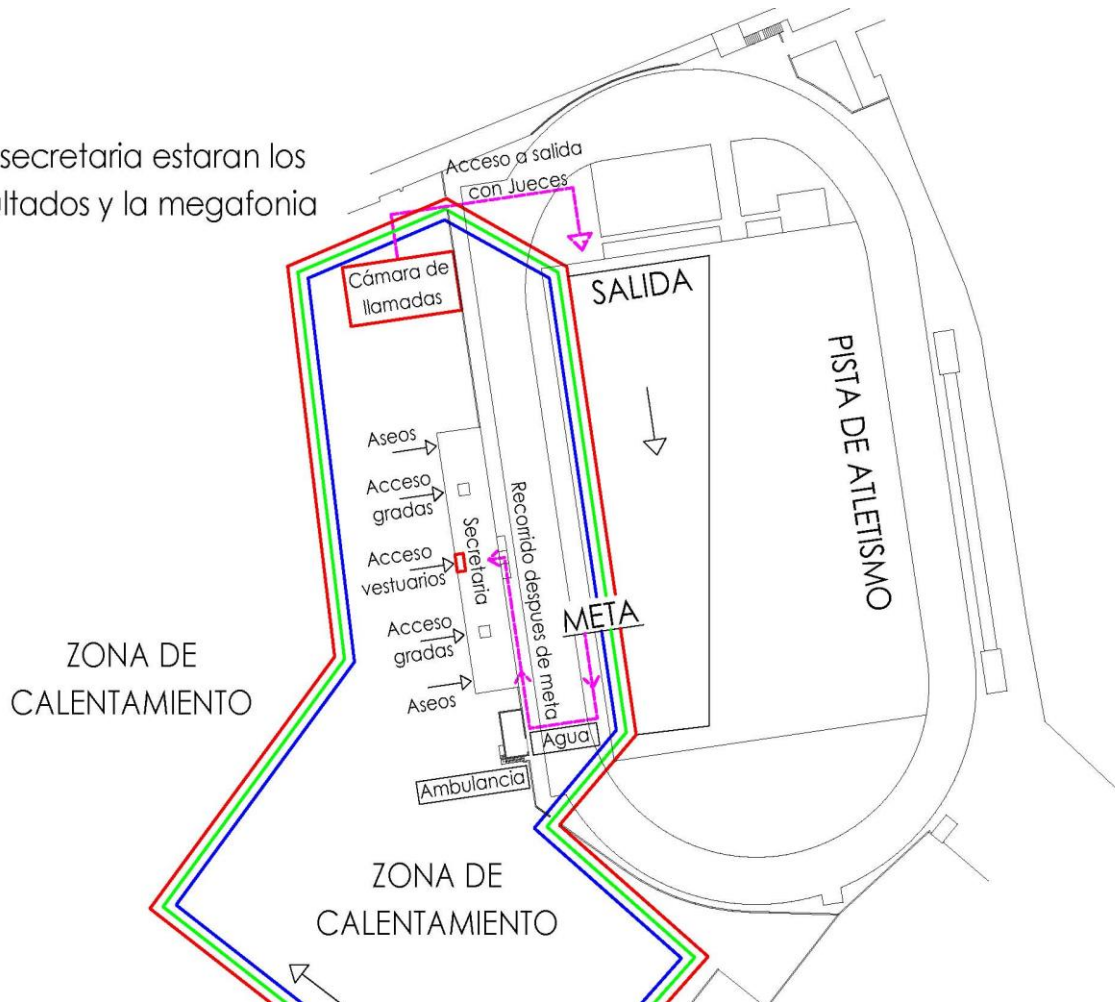 secretaria estaran los
ultados y la megafonia
Acceso a salida
con Jueces
Cámara de
llamadas
SALIDA
PISTA DE ATLETISMO
Aseos
Acceso
gradas
Acceso
vestuarios
Acceso
gradas
Aseos
Secretaria
Recorrido despues de meta
META
Agua
Ambulancia
ZONA DE
CALENTAMIENTO
ZONA DE
CALENTAMIENTO